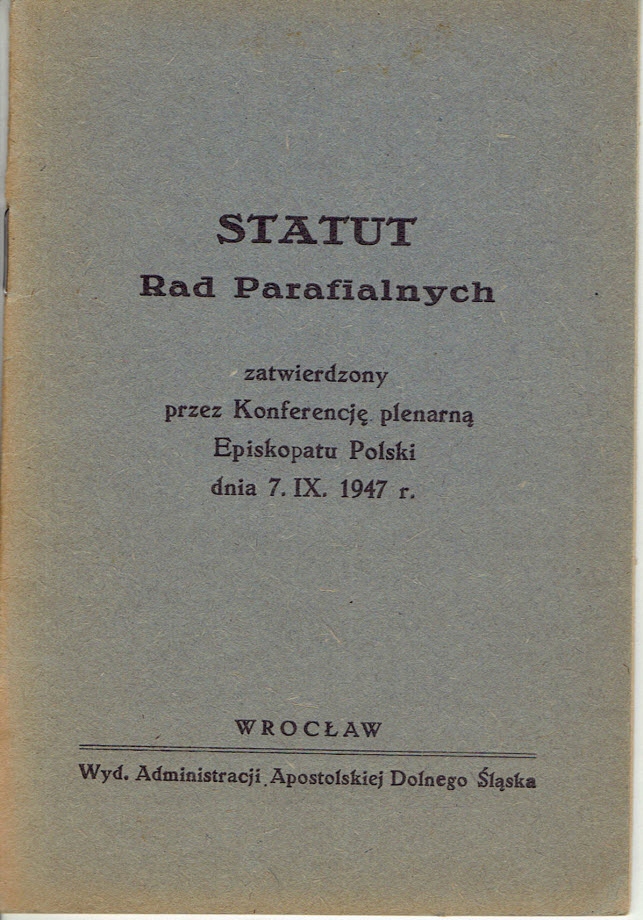 STATUT
Rad Parafialnych
zatwierdzony
przez Konferencję plenarną
Episkopatu Polski
dnia 7. IX. 1947 r.
WROCŁAW
Wyd. Administracji Apostolskiej Dolnego Śląska